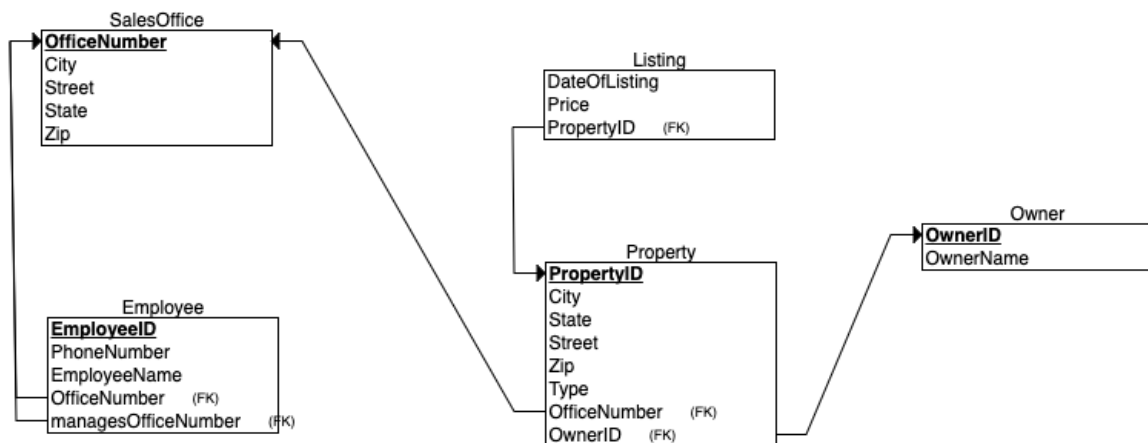 SalesOffice
OfficeNumber
City
Street
State
Zip
Listing
DateOfListing
Price
PropertyID (FK)
Owner
OwnerID
OwnerName
Property
PropertyID
City
State
Street
Zip
Type
OfficeNumber (FK)
OwnerID (FK)
Employee
EmployeeID
PhoneNumber
EmployeeName
OfficeNumber (FK)
managesOfficeNumber (FK)